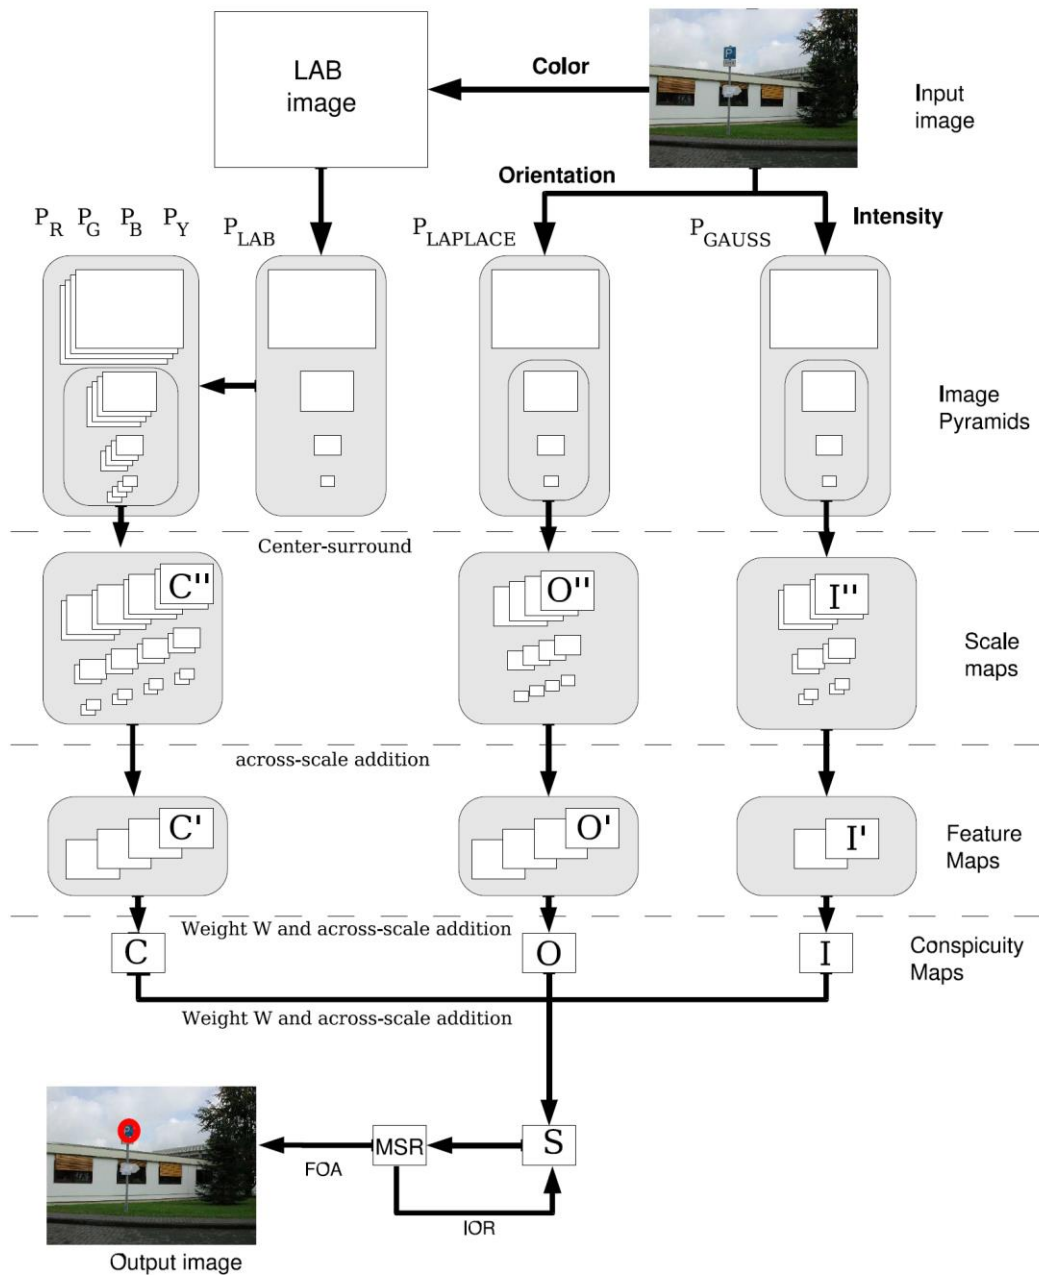 LAB
image
Color
Input
image
Orientation
Intensity
P_R P_G P_B P_Y
P_LAB
P_LAPLACE
P_GAUSS
Image
Pyramids
Center-surround
C''
O''
I''
Scale
maps
across-scale addition
C'
O'
I'
Feature
Maps
Weight W and across-scale addition
C
O
I
Conspicuity
Maps
Weight W and across-scale addition
S
MSR
FOA
IOR
Output image
P